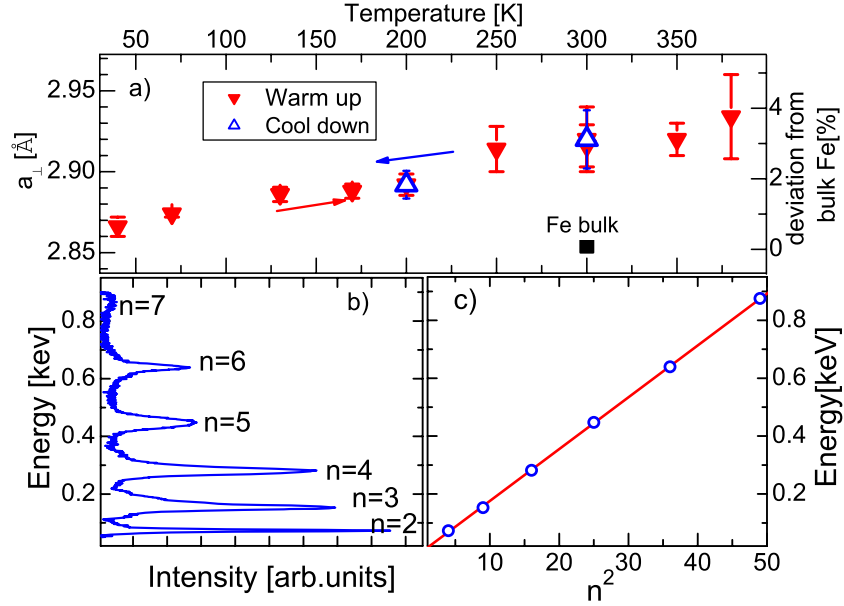 Temperature [K]
50 100 150 200 250 300 350
a)
Warm up
Cool down
2.95
2.90
2.85
a⊥ [Å]
4
2
0
deviation from
bulk Fe[%]
Fe bulk
b)
n=7
n=6
n=5
n=4
n=3
n=2
0.8
0.6
0.4
0.2
Energy [kev]
Intensity [arb.units]
c)
0.8
0.6
0.4
0.2
Energy[keV]
10 20 30 40 50
n²